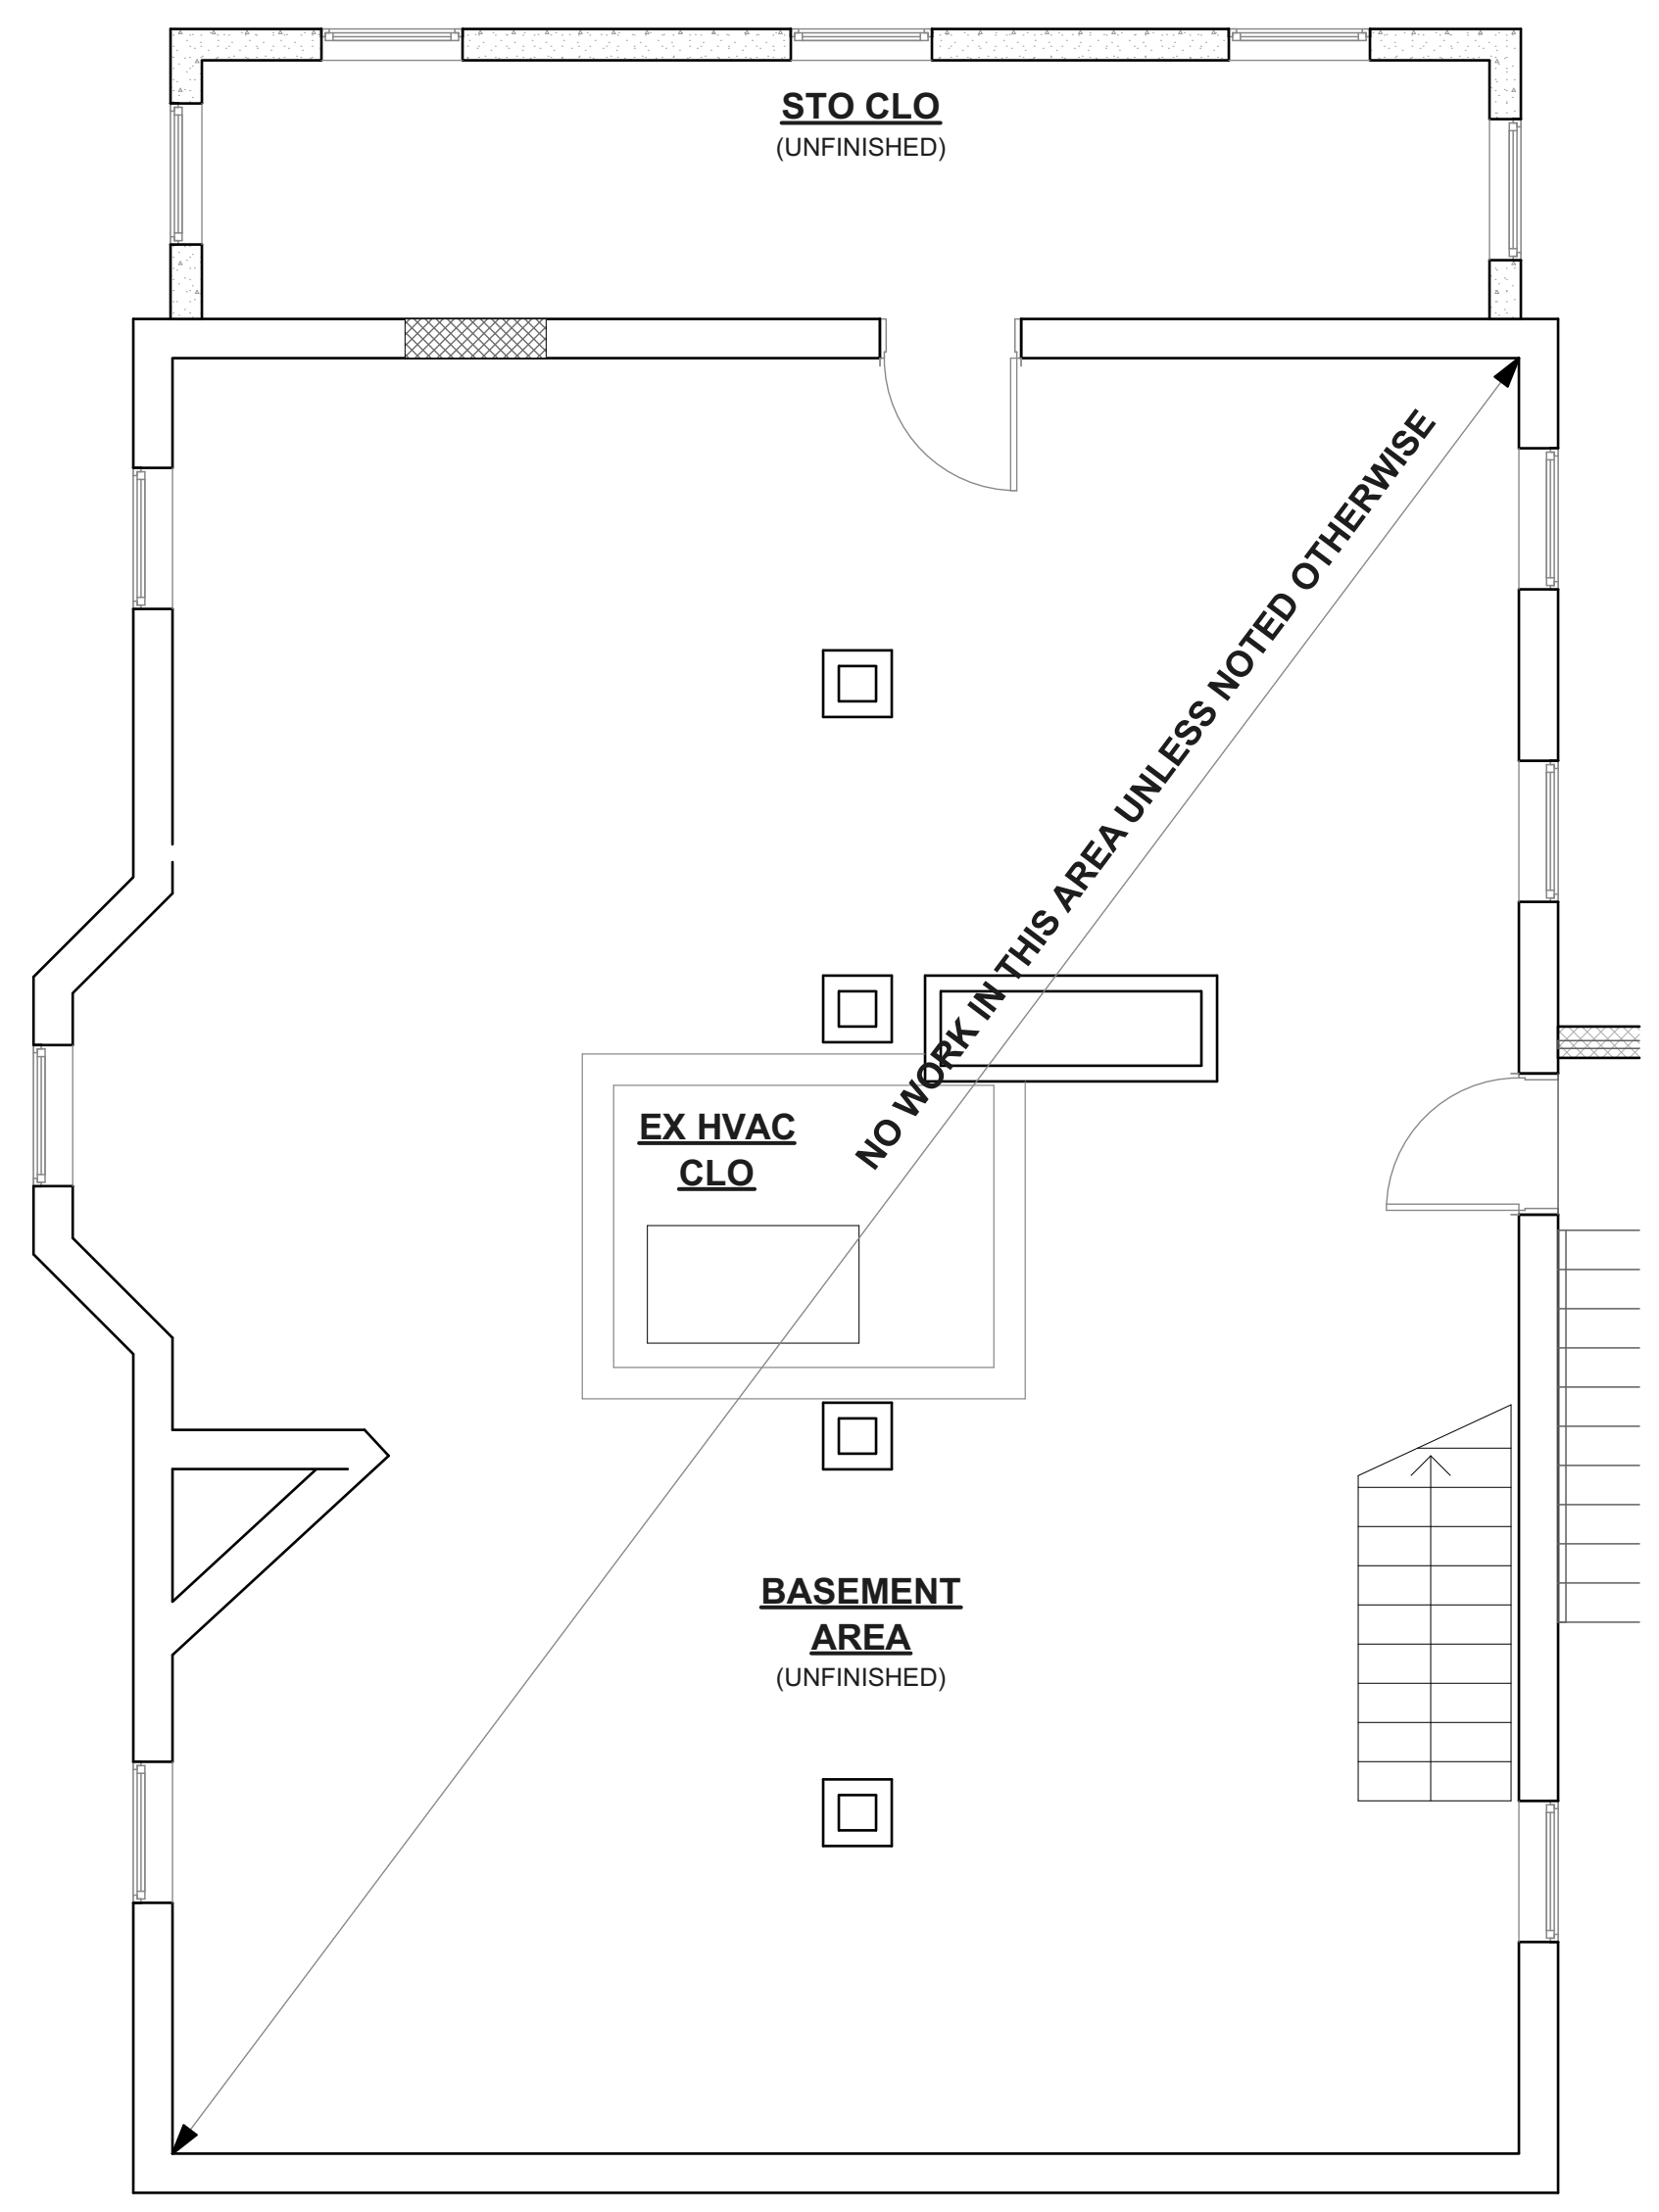 STO CLO
(UNFINISHED)
NO WORK IN THIS AREA UNLESS NOTED OTHERWISE
EX HVAC
CLO
BASEMENT
AREA
(UNFINISHED)